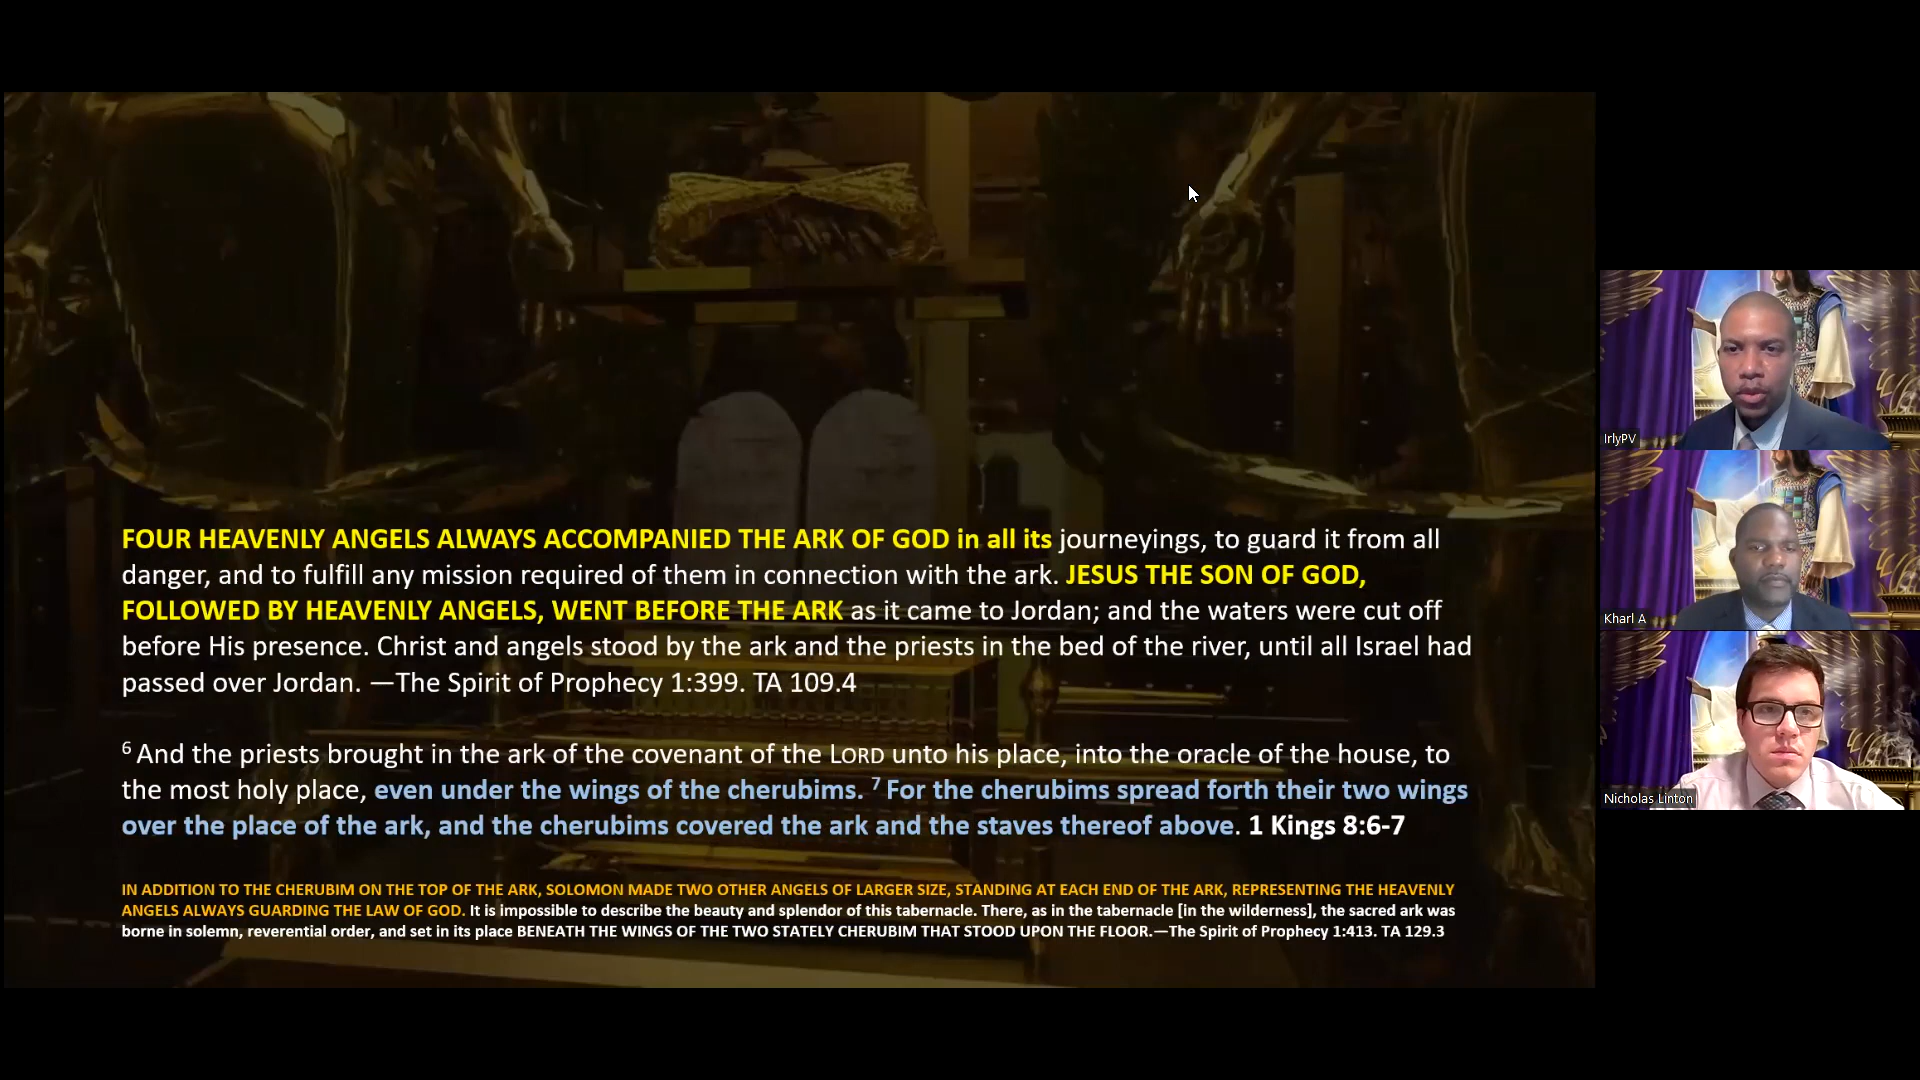 FOUR HEAVENLY ANGELS ALWAYS ACCOMPANIED THE ARK OF GOD in all its journeyings, to guard it from all
danger, and to fulfill any mission required of them in connection with the ark. JESUS THE SON OF GOD,
FOLLOWED BY HEAVENLY ANGELS, WENT BEFORE THE ARK as it came to Jordan; and the waters were cut off
before His presence. Christ and angels stood by the ark and the priests in the bed of the river, until all Israel had
passed over Jordan. —The Spirit of Prophecy 1:399. TA 109.4
6 And the priests brought in the ark of the covenant of the LORD unto his place, into the oracle of the house, to
the most holy place, even under the wings of the cherubims. 7 For the cherubims spread forth their two wings
over the place of the ark, and the cherubims covered the ark and the staves thereof above. 1 Kings 8:6-7
IN ADDITION TO THE CHERUBIM ON THE TOP OF THE ARK, SOLOMON MADE TWO OTHER ANGELS OF LARGER SIZE, STANDING AT EACH END OF THE ARK, REPRESENTING THE HEAVENLY
ANGELS ALWAYS GUARDING THE LAW OF GOD. It is impossible to describe the beauty and splendor of this tabernacle. There, as in the tabernacle [in the wilderness], the sacred ark was
borne in solemn, reverential order, and set in its place BENEATH THE WINGS OF THE TWO STATELY CHERUBIM THAT STOOD UPON THE FLOOR.—The Spirit of Prophecy 1:413. TA 129.3
IrlyPV
Kharl A
Nicholas Linton